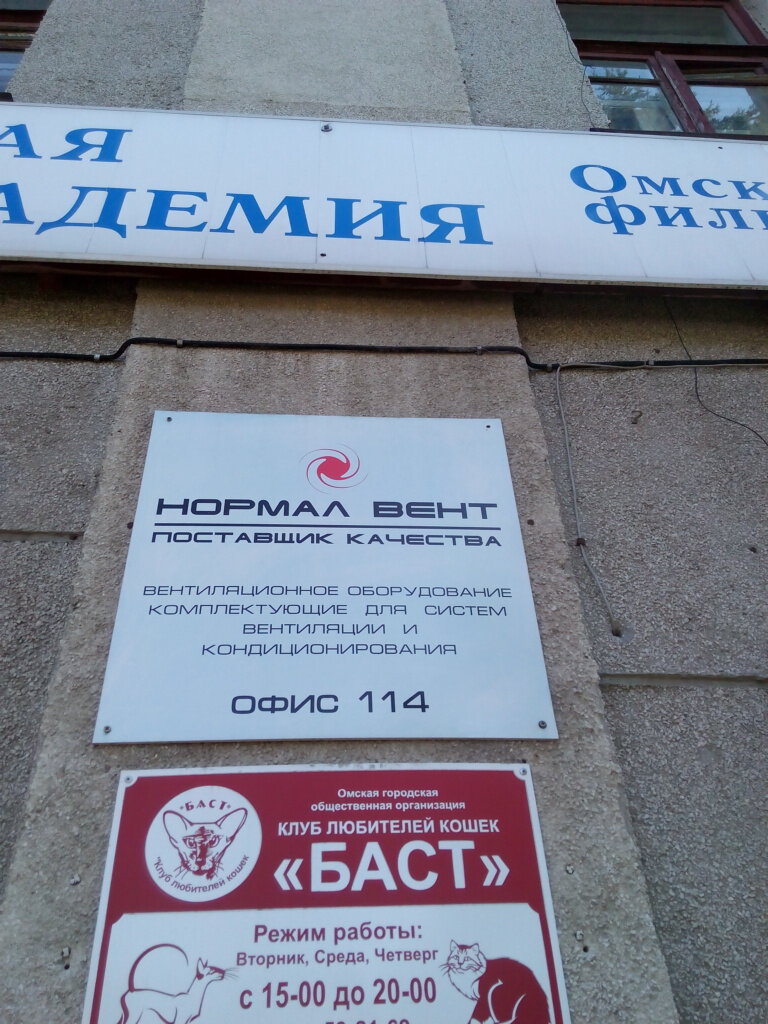 АЯ
АДЕМИЯ
Омск
фили
НОРМАЛ ВЕНТ
ПОСТАВЩИК КАЧЕСТВА
ВЕНТИЛЯЦИОННОЕ ОБОРУДОВАНИЕ
КОМПЛЕКТУЮЩИЕ ДЛЯ СИСТЕМ
ВЕНТИЛЯЦИИ И
КОНДИЦИОНИРОВАНИЯ
ОФИС 114
"БАСТ"
"Клуб любителей кошек
Омская городская
общественная организация
КЛУБ ЛЮБИТЕЛЕЙ КОШЕК
«БАСТ»
Режим работы:
Вторник, Среда, Четверг
с 15-00 до 20-00